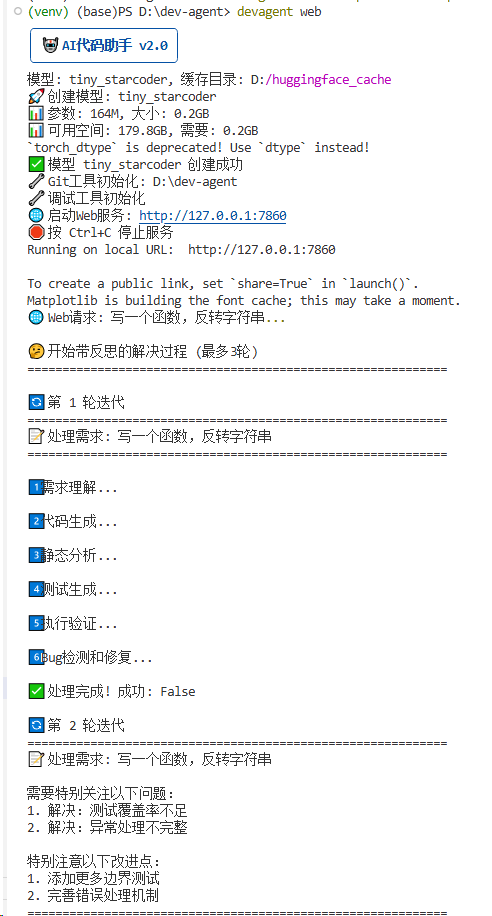 (venv) (base)PS D:\dev-agent> devagent web
🤖 AI代码助手 v2.0
模型: tiny_starcoder, 缓存目录: D:/huggingface_cache
🚀 创建模型: tiny_starcoder
📊 参数: 164M, 大小: 0.2GB
📊 可用空间: 179.8GB, 需要: 0.2GB
`torch_dtype` is deprecated! Use `dtype` instead!
✅ 模型 tiny_starcoder 创建成功
🔧 Git工具初始化: D:\dev-agent
🔧 调试工具初始化
🌐 启动Web服务: http://127.0.0.1:7860
🛑 按 Ctrl+C 停止服务
Running on local URL:  http://127.0.0.1:7860
To create a public link, set `share=True` in `launch()`.
Matplotlib is building the font cache; this may take a moment.
🌐 Web请求: 写一个函数，反转字符串...
🤔 开始带反思的解决过程 (最多3轮)
============================================================
🔄 第 1 轮迭代
============================================================
📝 处理需求: 写一个函数，反转字符串
============================================================
1️⃣需求理解...
2️⃣代码生成...
3️⃣静态分析...
4️⃣测试生成...
5️⃣执行验证...
6️⃣Bug检测和修复...
✅ 处理完成! 成功: False
🔄 第 2 轮迭代
============================================================
📝 处理需求: 写一个函数，反转字符串
需要特别关注以下问题:
1. 解决: 测试覆盖率不足
2. 解决: 异常处理不完整
特别注意以下改进点:
1. 添加更多边界测试
2. 完善错误处理机制
============================================================